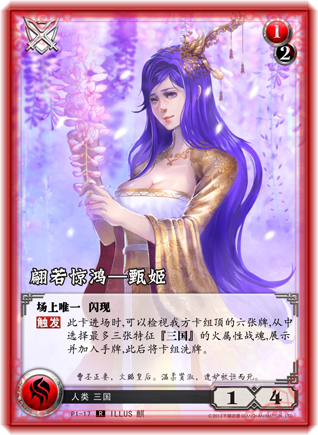 1
2
翩若惊鸿—甄姬
场上唯一 闪现
触发 此卡进场时,可以检视我方卡组顶的六张牌,从中
选择最多三张特征『三国』的火属性战魂,展示
并加入手牌,此后将卡组洗牌。
曹丕正妻,文昭皇后。温柔贤淑,遭妒被诬而死。
人类 三国
1 4
P1-17 R ILLUS 麒